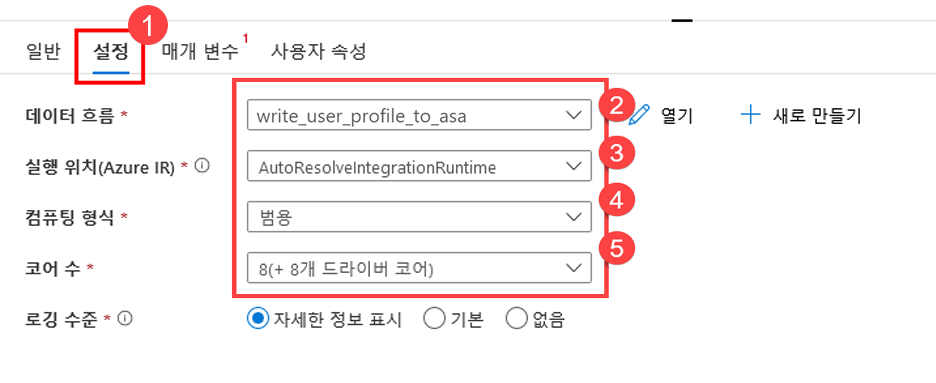 1
일반 설정 매개 변수 1 사용자 속성
데이터 흐름 * write_user_profile_to_asa 2 열기 새로 만들기
실행 위치(Azure IR) * AutoResolveIntegrationRuntime 3
컴퓨팅 형식 * 범용 4
코어 수 * 8(+ 8개 드라이버 코어) 5
로깅 수준 * 자세한 정보 표시 기본 없음